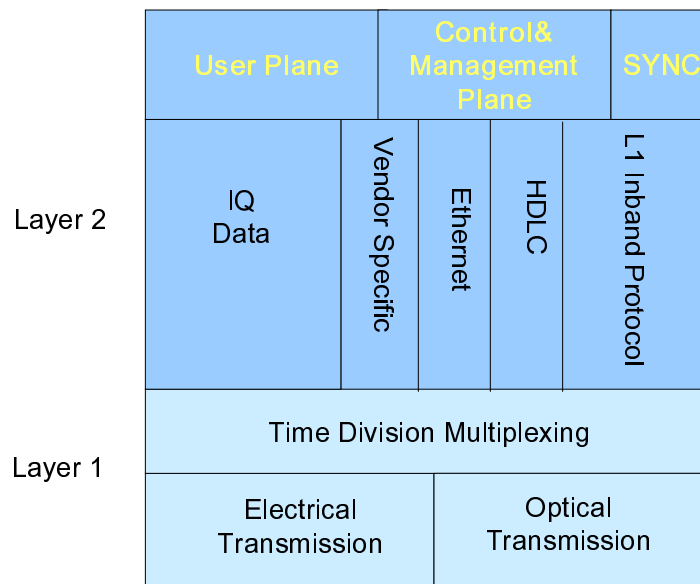 User Plane
Control&
Management
Plane
SYNC
Layer 2
IQ
Data
Vendor Specific
Ethernet
HDLC
L1 Inband Protocol
Layer 1
Time Division Multiplexing
Electrical
Transmission
Optical
Transmission